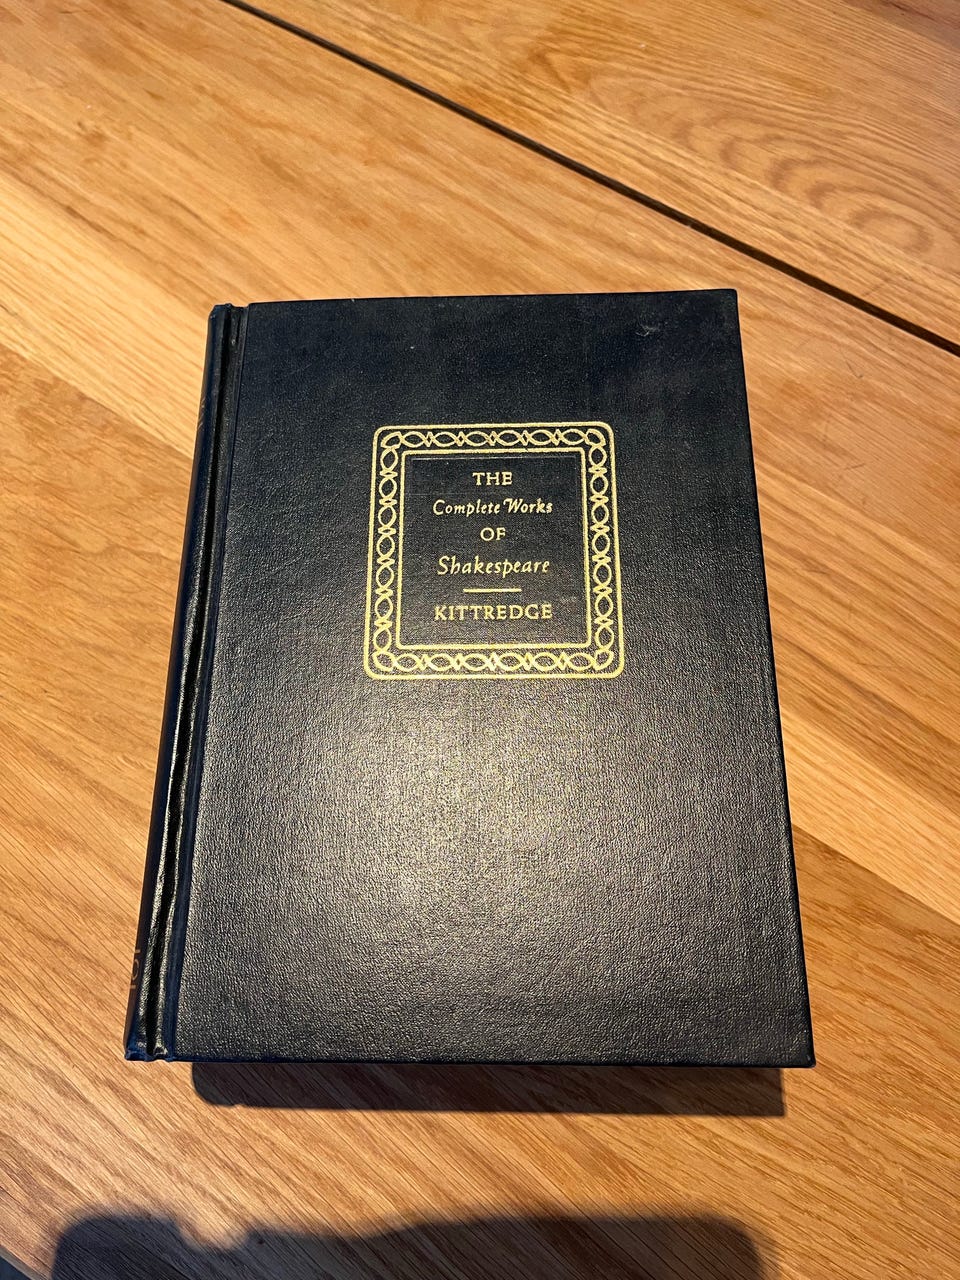 THE
Complete Works
OF
Shakespeare
KITTREDGE